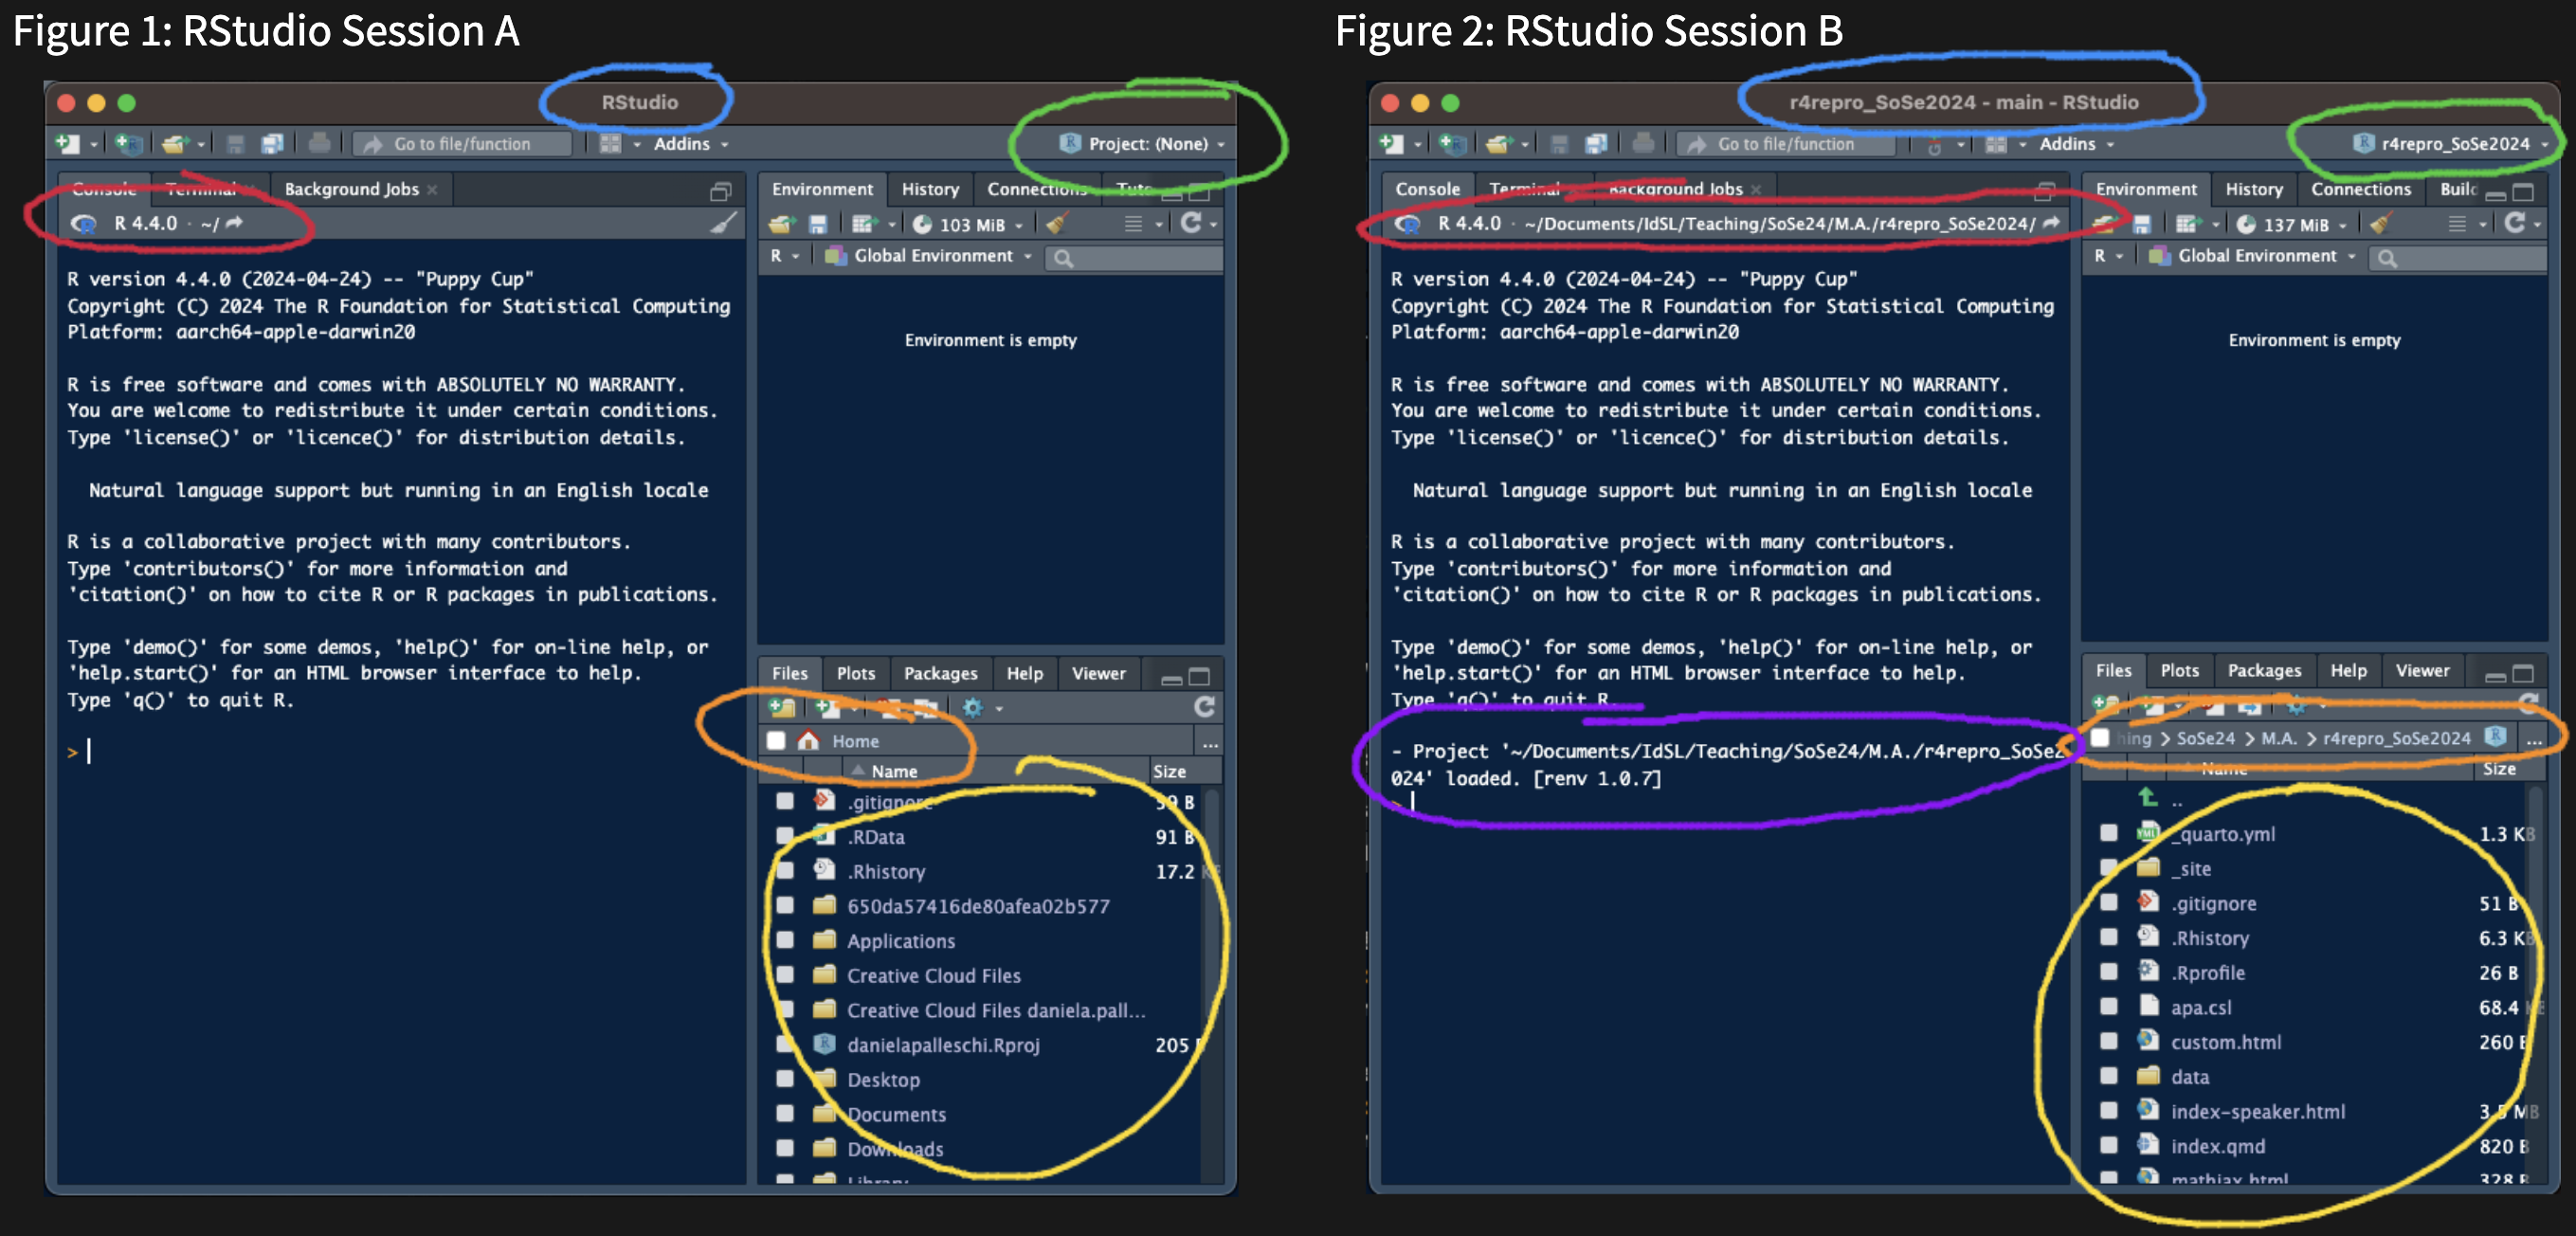 Figure 1: RStudio Session A
RStudio
Go to file/function
Addins
Project: (None)
Console
Terminal
Background Jobs
R 4.4.0 · ~/
R version 4.4.0 (2024-04-24) -- "Puppy Cup"
Copyright (C) 2024 The R Foundation for Statistical Computing
Platform: aarch64-apple-darwin20
R is free software and comes with ABSOLUTELY NO WARRANTY.
You are welcome to redistribute it under certain conditions.
Type 'license()' or 'licence()' for distribution details.
Natural language support but running in an English locale
R is a collaborative project with many contributors.
Type 'contributors()' for more information and
'citation()' on how to cite R or R packages in publications.
Type 'demo()' for some demos, 'help()' for on-line help, or
'help.start()' for an HTML browser interface to help.
Type 'q()' to quit R.
>
Environment
History
Connections
Tuto
103 MiB
R
Global Environment
Environment is empty
Files
Plots
Packages
Help
Viewer
Home
...
Name
Size
.gitignore 59 B
.RData 91 B
.Rhistory 17.2 K
650da57416de80afea02b577
Applications
Creative Cloud Files
Creative Cloud Files daniela.pall...
danielapalleschi.Rproj 205
Desktop
Documents
Downloads
Library
Figure 2: RStudio Session B
r4repro_SoSe2024 - main - RStudio
Go to file/function
Addins
r4repro_SoSe2024
Console
Terminal
Background Jobs
R 4.4.0 · ~/Documents/IdSL/Teaching/SoSe24/M.A./r4repro_SoSe2024/
R version 4.4.0 (2024-04-24) -- "Puppy Cup"
Copyright (C) 2024 The R Foundation for Statistical Computing
Platform: aarch64-apple-darwin20
R is free software and comes with ABSOLUTELY NO WARRANTY.
You are welcome to redistribute it under certain conditions.
Type 'license()' or 'licence()' for distribution details.
Natural language support but running in an English locale
R is a collaborative project with many contributors.
Type 'contributors()' for more information and
'citation()' on how to cite R or R packages in publications.
Type 'demo()' for some demos, 'help()' for on-line help, or
'help.start()' for an HTML browser interface to help.
Type 'q()' to quit R.
- Project '~/Documents/IdSL/Teaching/SoSe24/M.A./r4repro_SoSe2
024' loaded. [renv 1.0.7]
>
Environment
History
Connections
Build
137 MiB
R
Global Environment
Environment is empty
Files
Plots
Packages
Help
Viewer
hing > SoSe24 > M.A. > r4repro_SoSe2024
...
Name
Size
..
_quarto.yml 1.3 KB
_site
.gitignore 51 B
.Rhistory 6.3 KB
.Rprofile 26 B
apa.csl 68.4 KB
custom.html 260 B
data
index-speaker.html 3.5 MB
index.qmd 820 B
mathjax.html 328 B